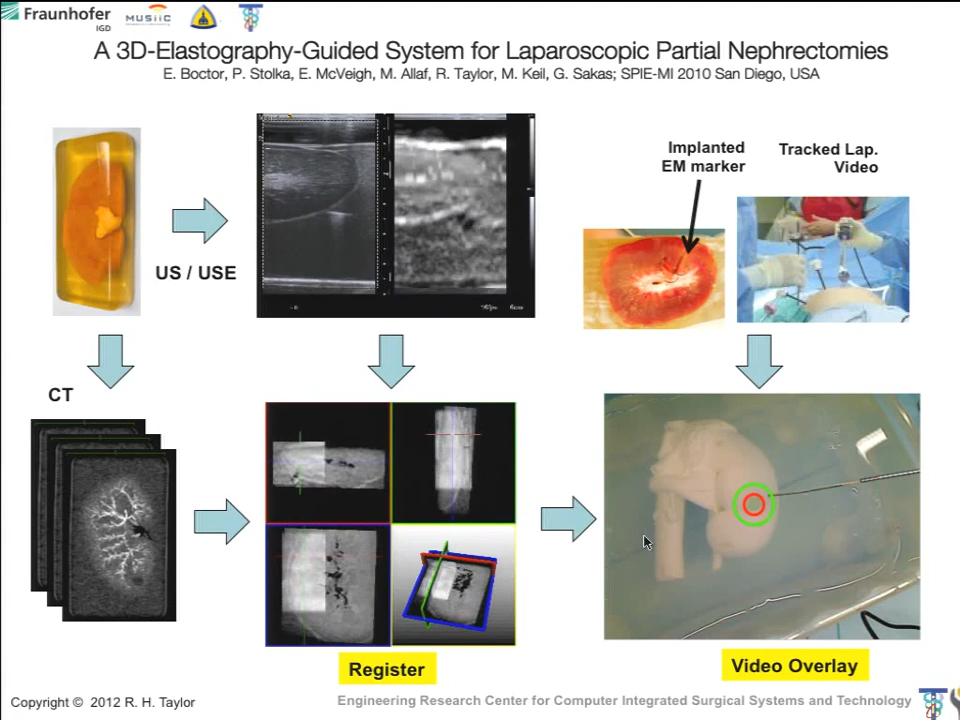 Fraunhofer
IGD
MUSiiC
A 3D-Elastography-Guided System for Laparoscopic Partial Nephrectomies
E. Boctor, P. Stolka, E. McVeigh, M. Allaf, R. Taylor, M. Keil, G. Sakas; SPIE-MI 2010 San Diego, USA
Implanted
EM marker
Tracked Lap.
Video
US / USE
CT
Register
Video Overlay
Copyright © 2012 R. H. Taylor
Engineering Research Center for Computer Integrated Surgical Systems and Technology